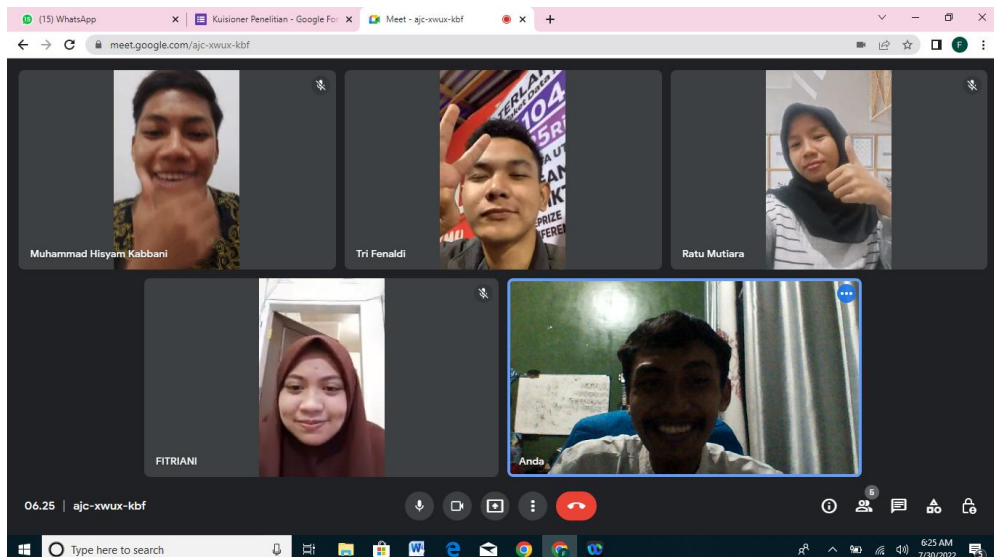 (15) WhatsApp
Kuisioner Penelitian - Google For
Meet - ajc-xwux-kbf
meet.google.com/ajc-xwux-kbf
F
104
Muhammad Hisyam Kabbani
Tri Fenaldi
Ratu Mutiara
FITRIANI
Anda
06.25 | ajc-xwux-kbf
5
Type here to search
6:25 AM
7/30/2022